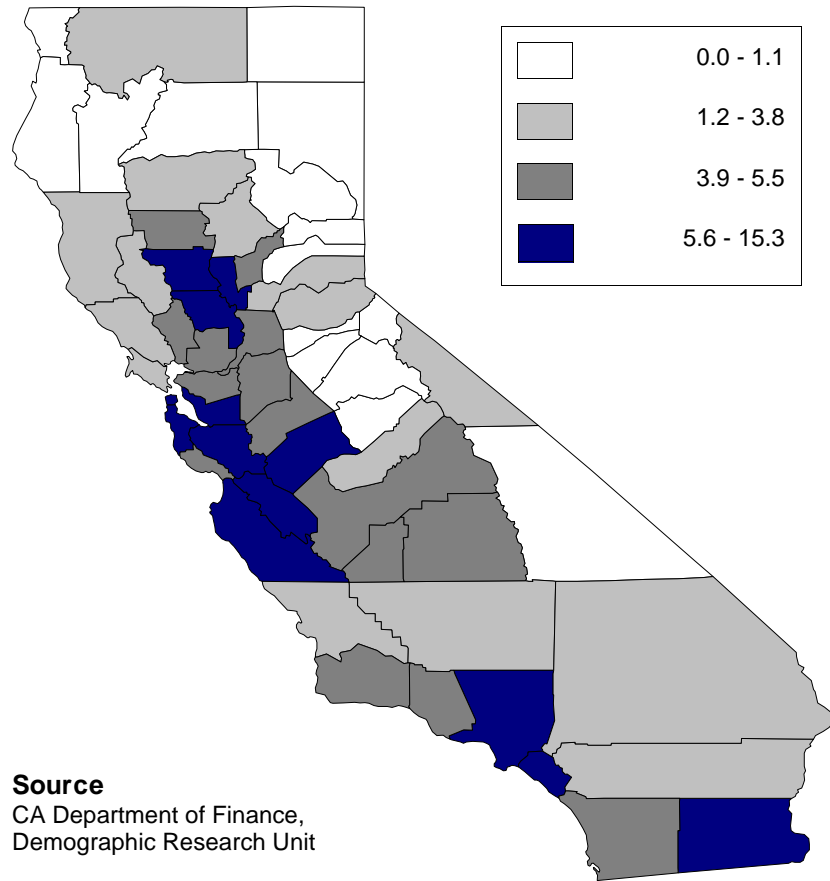 0.0 - 1.1
1.2 - 3.8
3.9 - 5.5
5.6 - 15.3
Source
CA Department of Finance,
Demographic Research Unit